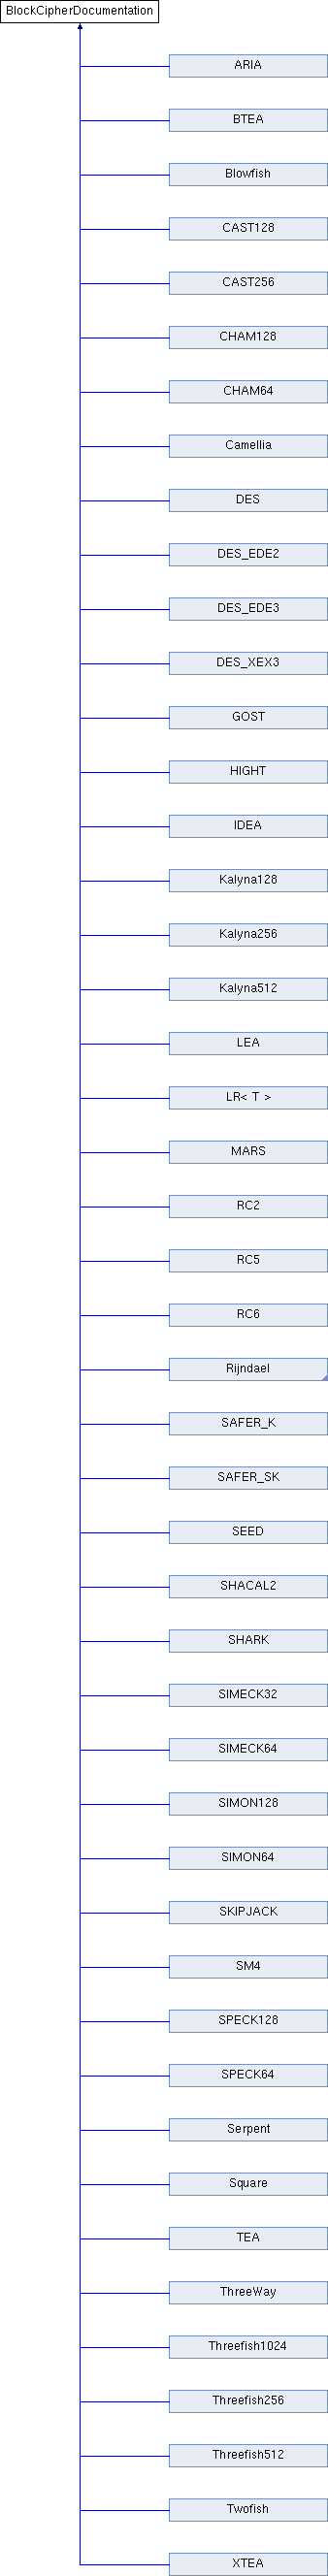 BlockCipherDocumentation
ARIA
BTEA
Blowfish
CAST128
CAST256
CHAM128
CHAM64
Camellia
DES
DES_EDE2
DES_EDE3
DES_XEX3
GOST
HIGHT
IDEA
Kalyna128
Kalyna256
Kalyna512
LEA
LR< T >
MARS
RC2
RC5
RC6
Rijndael
SAFER_K
SAFER_SK
SEED
SHACAL2
SHARK
SIMECK32
SIMECK64
SIMON128
SIMON64
SKIPJACK
SM4
SPECK128
SPECK64
Serpent
Square
TEA
ThreeWay
Threefish1024
Threefish256
Threefish512
Twofish
XTEA